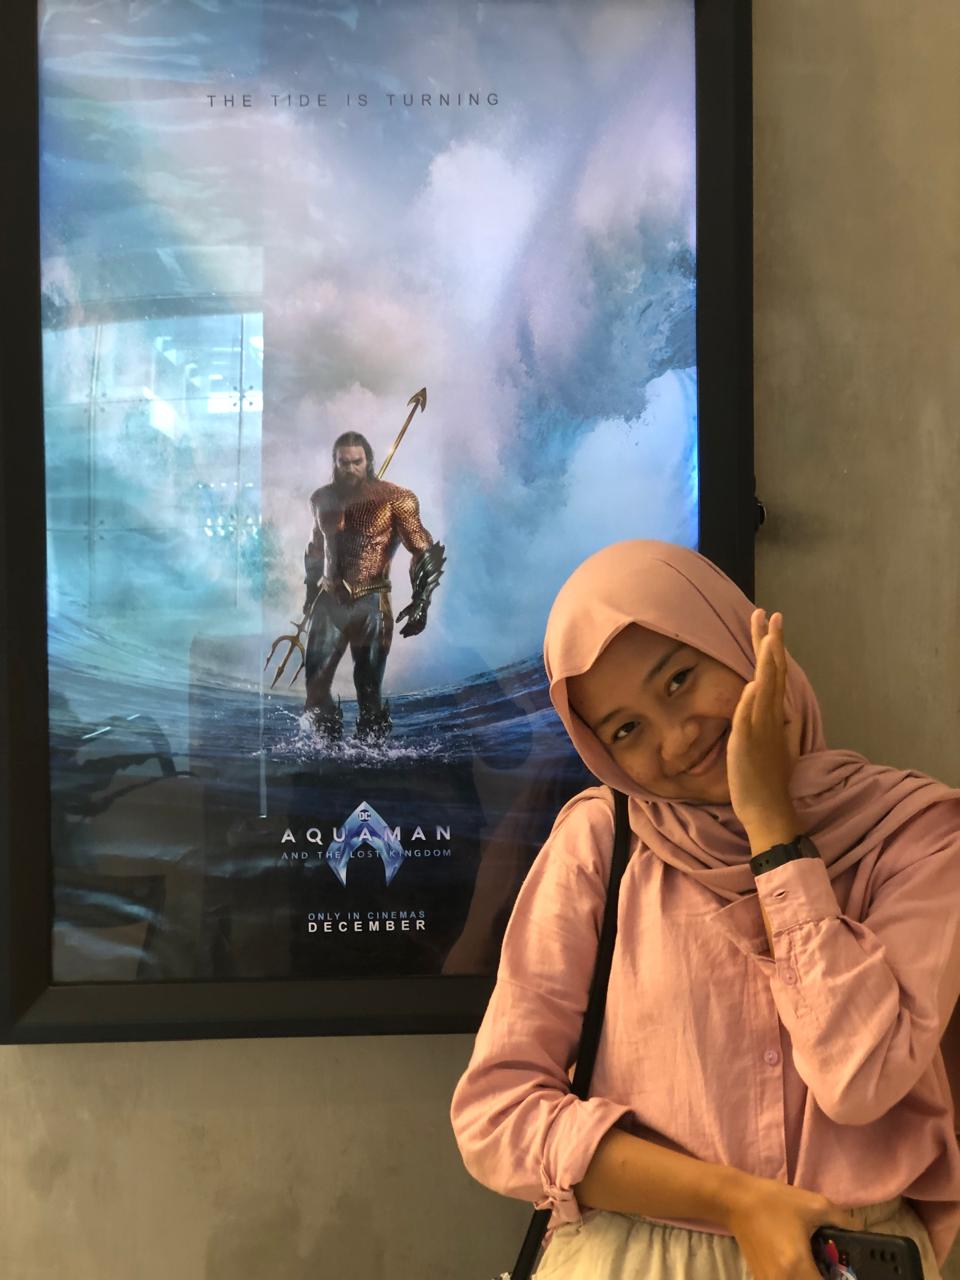 THE TIDE IS TURNING
DC
AQUAMAN
AND THE LOST KINGDOM
ONLY IN CINEMAS
DECEMBER